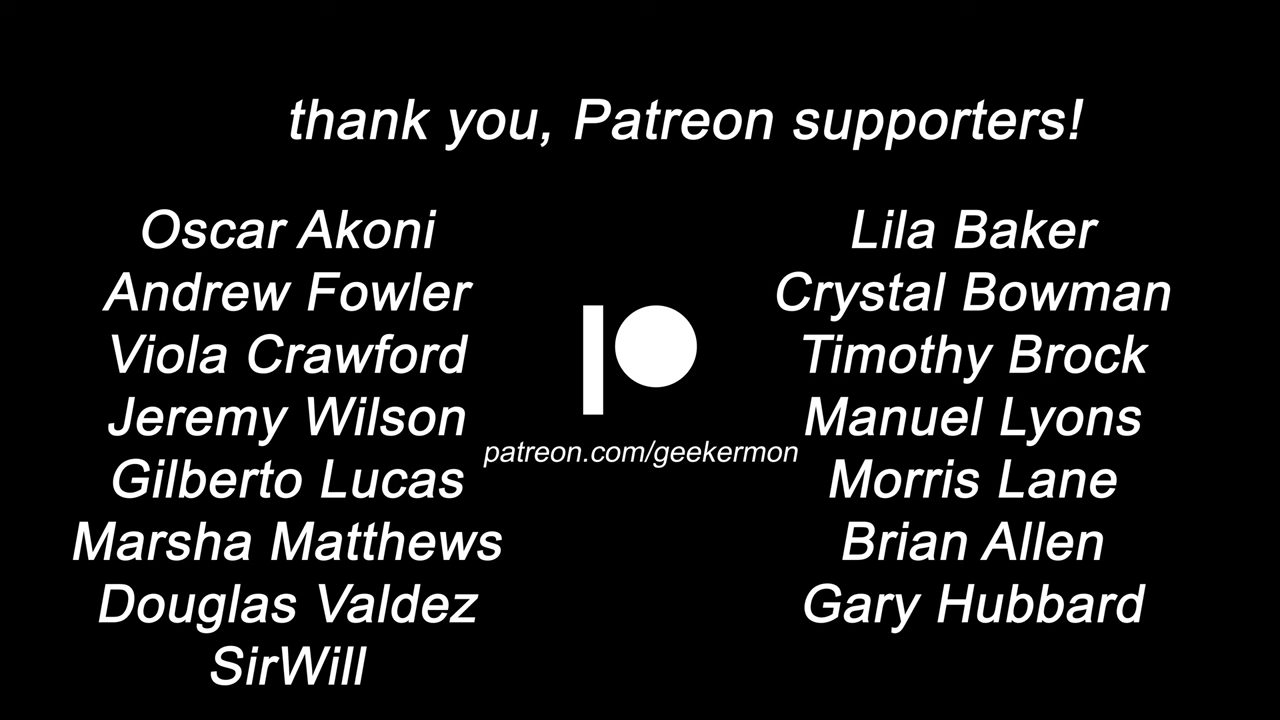 thank you, Patreon supporters!
Oscar Akoni
Andrew Fowler
Viola Crawford
Jeremy Wilson
Gilberto Lucas
Marsha Matthews
Douglas Valdez
SirWill
patreon.com/geekermon
Lila Baker
Crystal Bowman
Timothy Brock
Manuel Lyons
Morris Lane
Brian Allen
Gary Hubbard